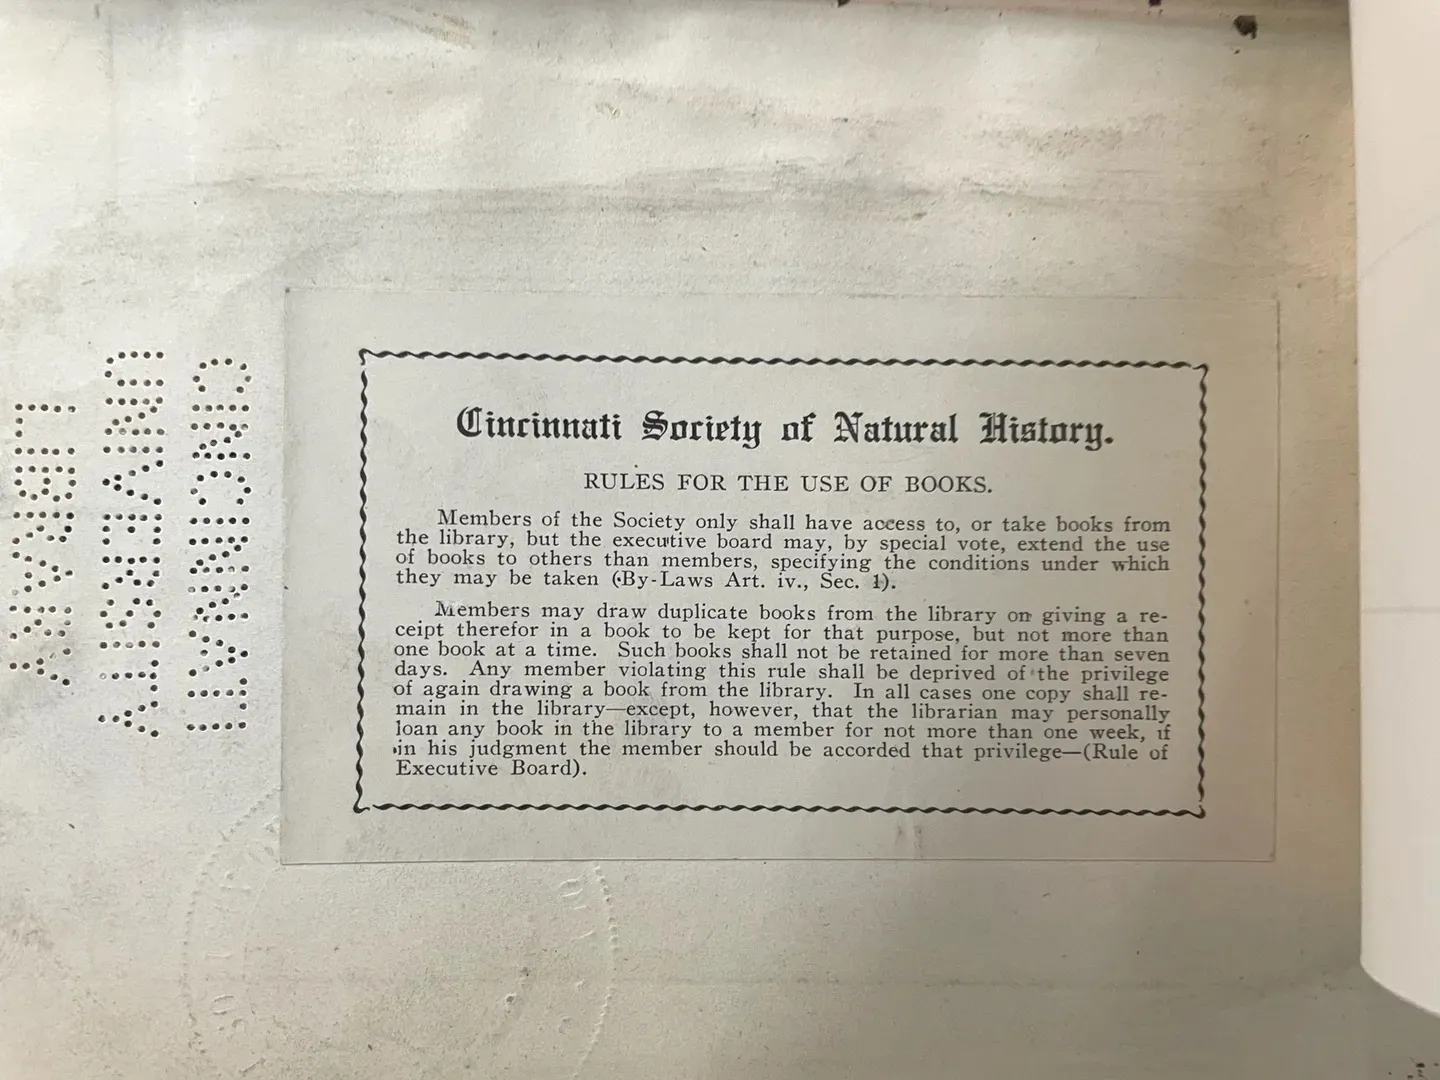 Cincinnati Society of Natural History.
RULES FOR THE USE OF BOOKS.
Members of the Society only shall have access to, or take books from
the library, but the executive board may, by special vote, extend the use
of books to others than members, specifying the conditions under which
they may be taken (By-Laws Art. iv., Sec. 1).
Members may draw duplicate books from the library on giving a re-
ceipt therefor in a book to be kept for that purpose, but not more than
one book at a time. Such books shall not be retained for more than seven
days. Any member violating this rule shall be deprived of the privilege
of again drawing a book from the library. In all cases one copy shall re-
main in the library—except, however, that the librarian may personally
loan any book in the library to a member for not more than one week, if
in his judgment the member should be accorded that privilege—(Rule of
Executive Board).
CINCINNATI
UNIVERSITY
LIBRARY